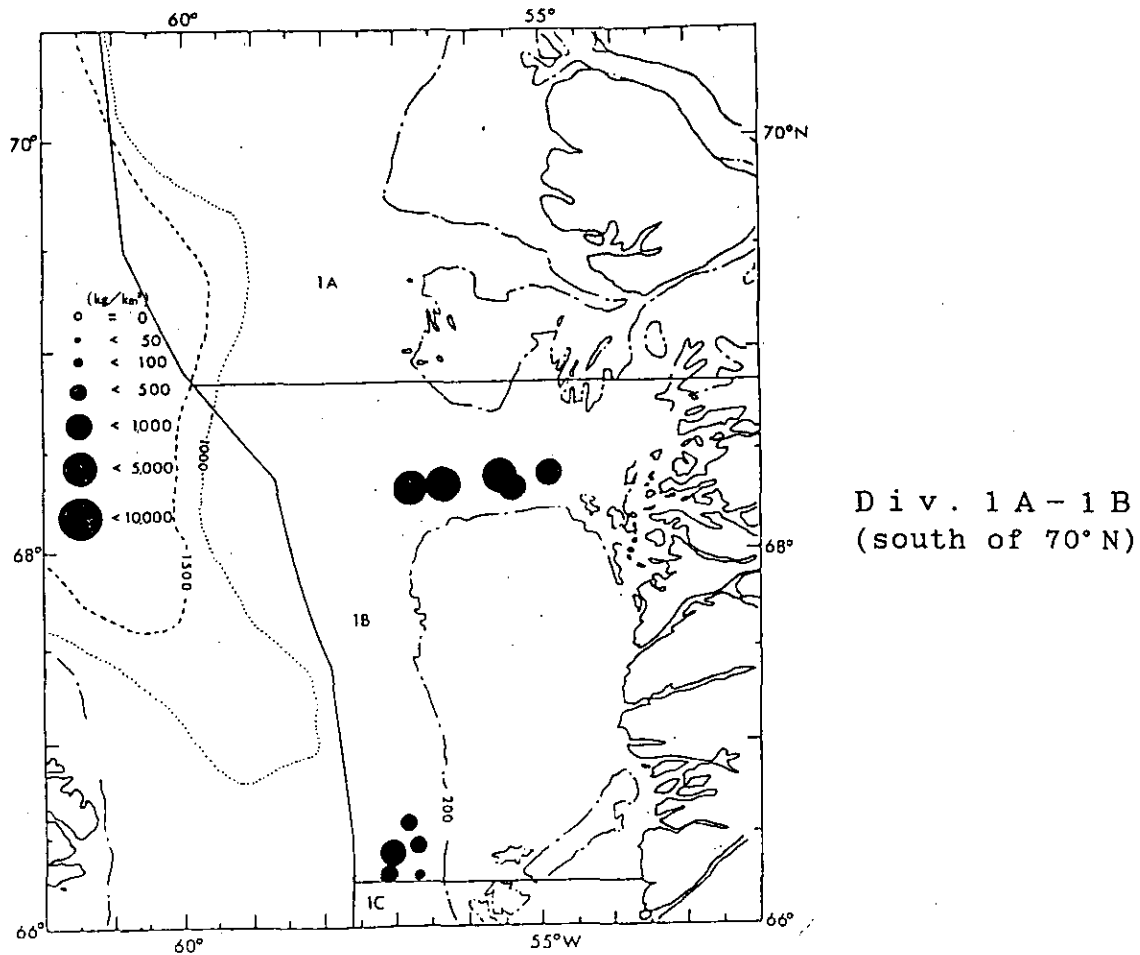 60°
55°
70°
70°N
1A
(kg/km²)
o = 0
• < 50
• < 100
● < 500
● < 1,000
● < 5,000
● < 10,000
1000
1500
68°
68°
Div. 1A-1B
(south of 70°N)
1B
200
1C
66°
66°
60°
55°W